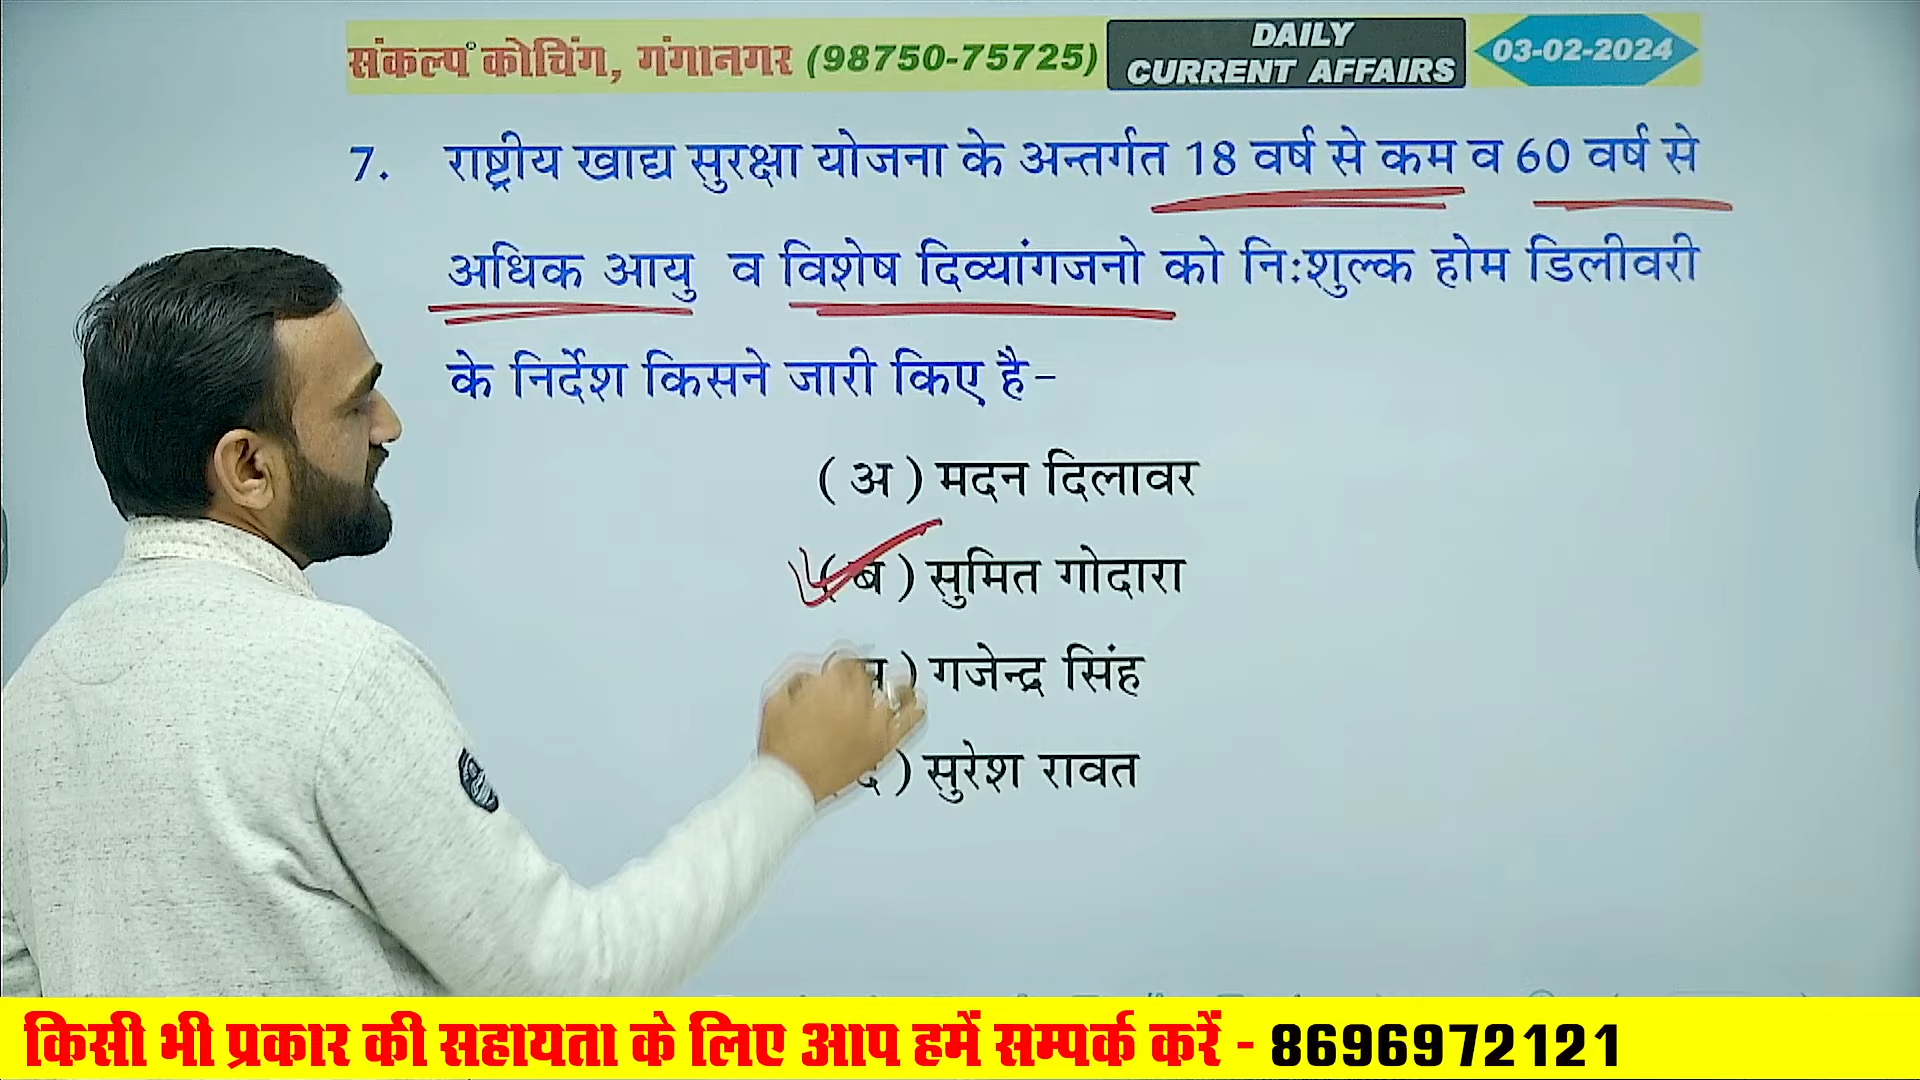 संकल्प® कोचिंग, गंगानगर (98750-75725)
DAILY
CURRENT AFFAIRS
03-02-2024
7. राष्ट्रीय खाद्य सुरक्षा योजना के अन्तर्गत 18 वर्ष से कम व 60 वर्ष से
अधिक आयु व विशेष दिव्यांगजनो को नि:शुल्क होम डिलीवरी
के निर्देश किसने जारी किए है-
(अ) मदन दिलावर
(ब) सुमित गोदारा
) गजेन्द्र सिंह
) सुरेश रावत
किसी भी प्रकार की सहायता के लिए आप हमें सम्पर्क करें - 8696972121